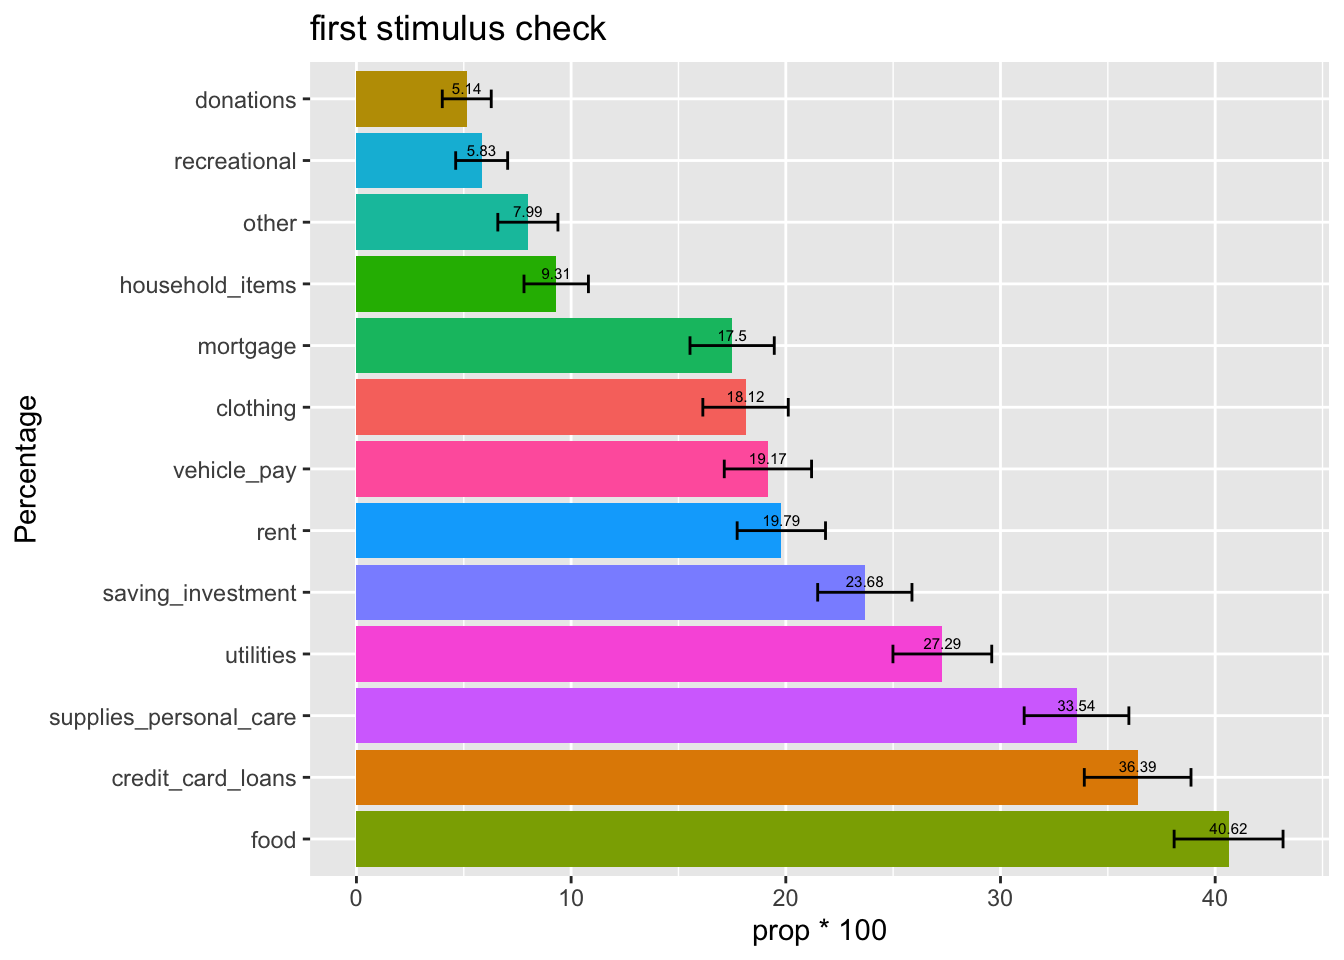 first stimulus check
donations
5.14
recreational
5.83
other
7.99
household_items
9.31
mortgage
17.5
clothing
18.12
vehicle_pay
19.17
rent
19.79
saving_investment
23.68
utilities
27.29
supplies_personal_care
33.54
credit_card_loans
36.39
food
40.62
Percentage
0 10 20 30 40
prop * 100